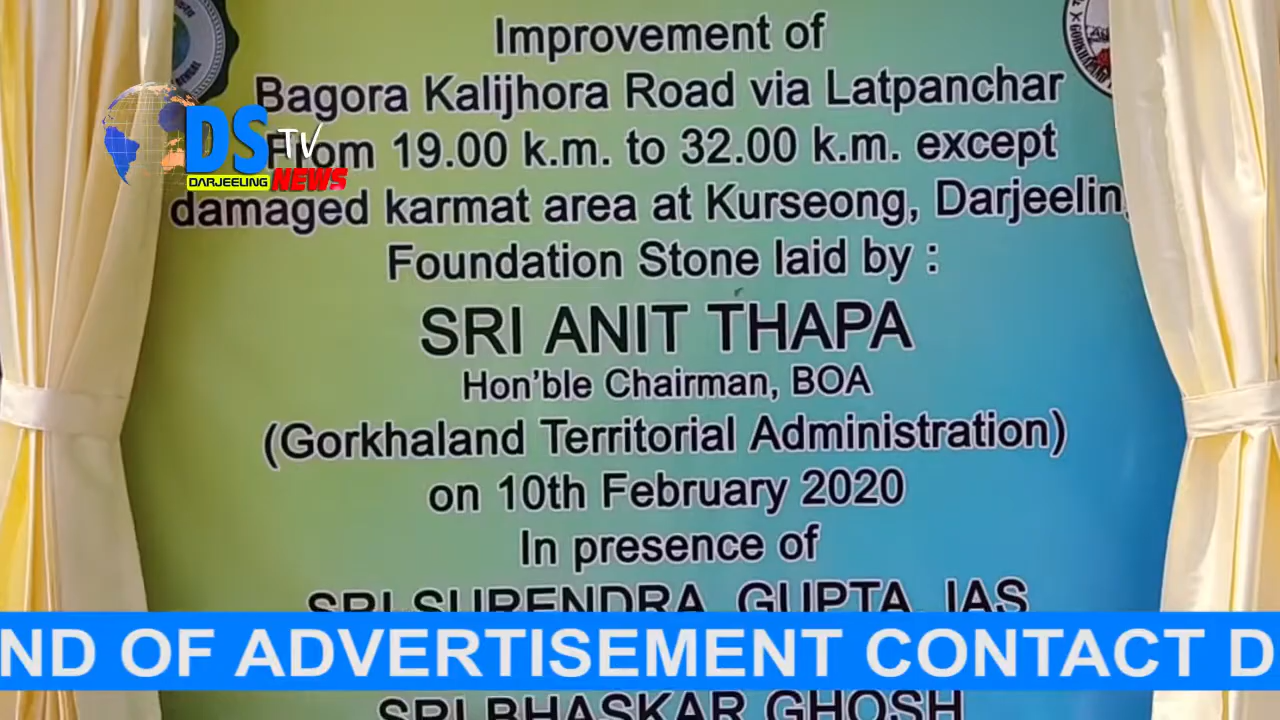 Improvement of
Bagora Kalijhora Road via Latpanchar
From 19.00 k.m. to 32.00 k.m. except
damaged karmat area at Kurseong, Darjeelin
Foundation Stone laid by :
SRI ANIT THAPA
Hon'ble Chairman, BOA
(Gorkhaland Territorial Administration)
on 10th February 2020
In presence of
SRI SURENDRA GUPTA, IAS
SRI BHASKAR GHOSH
DS TV
DARJEELING NEWS
ND OF ADVERTISEMENT CONTACT D